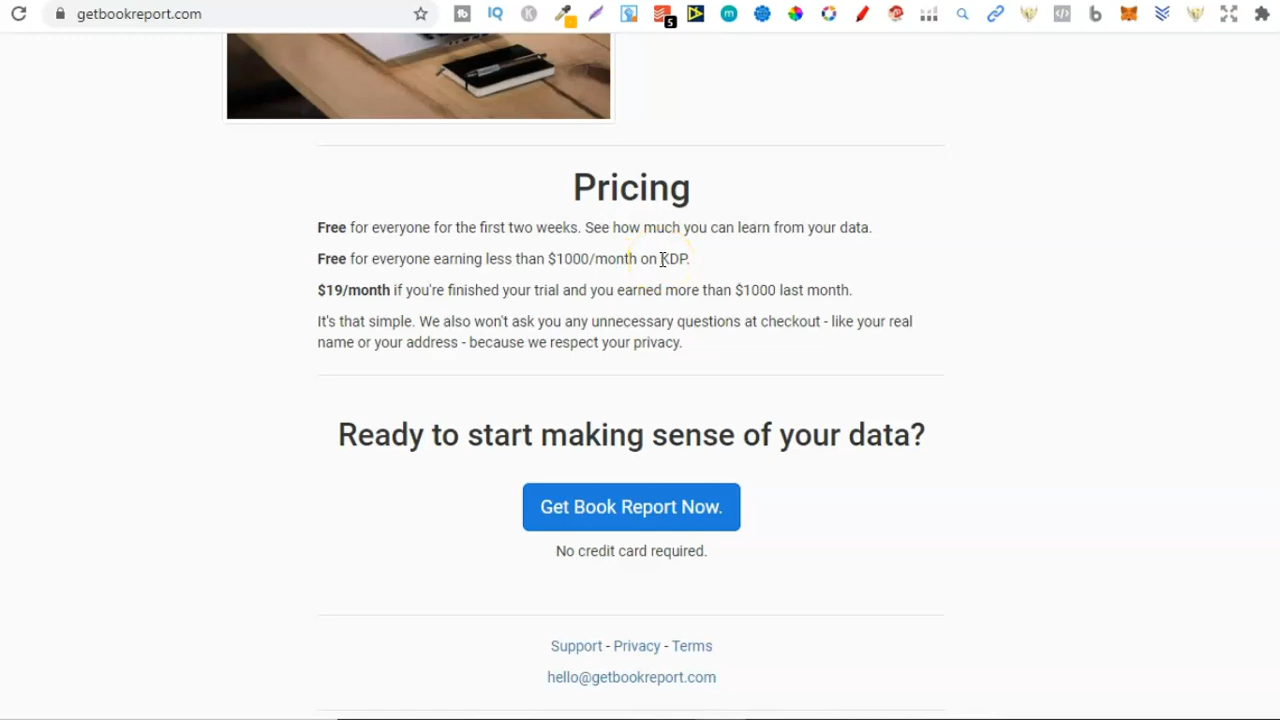 getbookreport.com
5
Pricing
Free for everyone for the first two weeks. See how much you can learn from your data.
Free for everyone earning less than $1000/month on KDP.
$19/month if you're finished your trial and you earned more than $1000 last month.
It's that simple. We also won't ask you any unnecessary questions at checkout - like your real
name or your address - because we respect your privacy.
Ready to start making sense of your data?
Get Book Report Now.
No credit card required.
Support - Privacy - Terms
hello@getbookreport.com